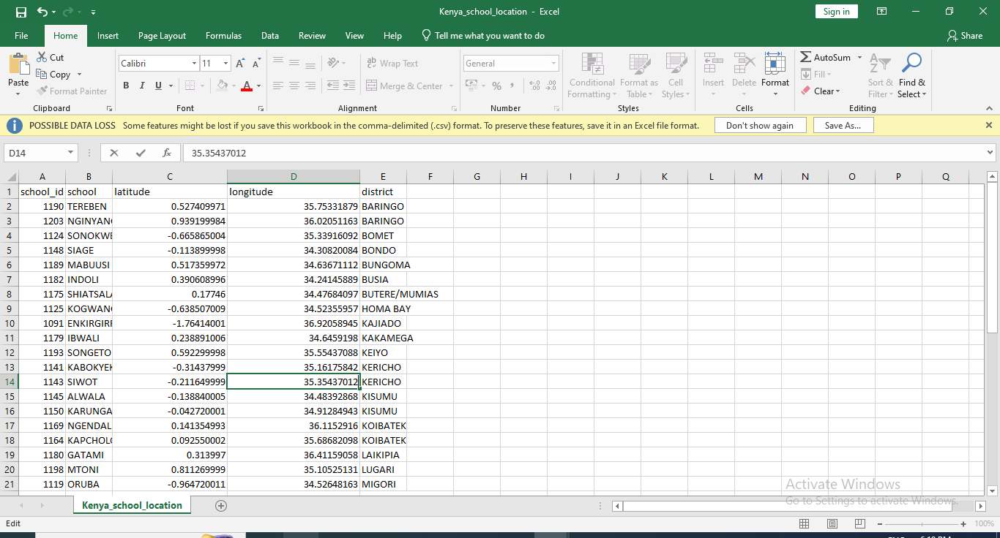 Kenya_school_location - Excel
Sign in
File Home Insert Page Layout Formulas Data Review View Help Tell me what you want to do Share
Cut
Copy
Format Painter
Paste
Clipboard
Calibri 11
B I U
Font
Wrap Text
Merge & Center
Alignment
General
Number
Conditional Formatting
Format as Table
Cell Styles
Styles
Insert Delete Format
Cells
AutoSum
Fill
Clear
Sort & Filter
Find & Select
Editing
POSSIBLE DATA LOSS Some features might be lost if you save this workbook in the comma-delimited (.csv) format. To preserve these features, save it in an Excel file format. Don't show again Save As...
D14 fx 35.35437012
A B C D E F G H I J K L M N O P Q
1 school_id school latitude longitude district
2 1190 TEREBEN 0.527409971 35.75331879 BARINGO
3 1203 NGINYAN 0.939199984 36.02051163 BARINGO
4 1124 SONOKWE -0.665865004 35.33916092 BOMET
5 1148 SIAGE -0.113899998 34.30820084 BONDO
6 1189 MABUUSI 0.517359972 34.63671112 BUNGOMA
7 1182 INDOLI 0.390608996 34.24145889 BUSIA
8 1175 SHIATSALA 0.17746 34.47684097 BUTERE/MUMIAS
9 1125 KOGWAN -0.638507009 34.52355957 HOMA BAY
10 1091 ENKIRGIR -1.76414001 36.92058945 KAJIADO
11 1179 IBWALI 0.238891006 34.6459198 KAKAMEGA
12 1193 SONGETO 0.592299998 35.55437088 KEIYO
13 1141 KABOKYEK -0.31437999 35.16175842 KERICHO
14 1143 SIWOT -0.211649999 35.35437012 KERICHO
15 1145 ALWALA -0.138840005 34.48392868 KISUMU
16 1150 KARUNGA -0.042720001 34.91284943 KISUMU
17 1169 NGENDAL 0.141354993 36.1152916 KOIBATEK
18 1164 KAPCHOL 0.092550002 35.68682098 KOIBATEK
19 1180 GATAMI 0.313997 36.41159058 LAIKIPIA
20 1198 MTONI 0.811269999 35.10525131 LUGARI
21 1119 ORUBA -0.964720011 34.52648163 MIGORI
Activate Windows
Go to Settings to activate Windows.
Kenya_school_location
Edit 100%